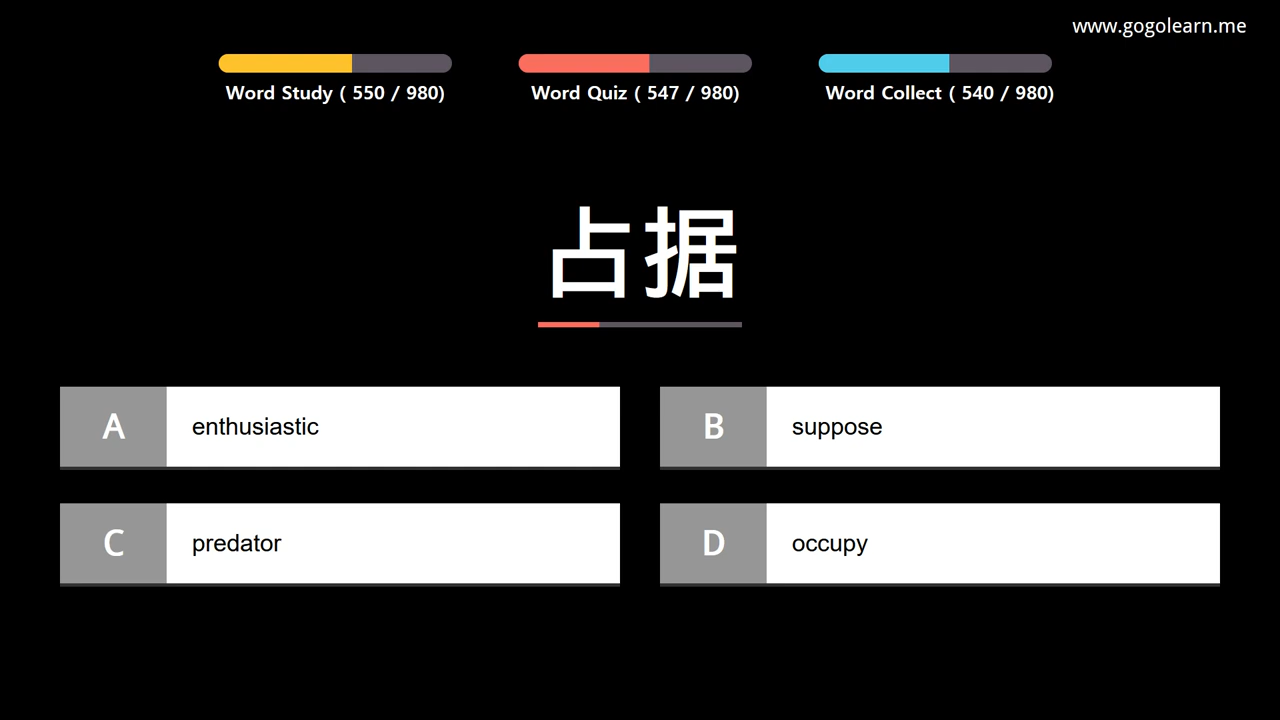 www.gogolearn.me
Word Study ( 550 / 980)
Word Quiz ( 547 / 980)
Word Collect ( 540 / 980)
占据
A enthusiastic
B suppose
C predator
D occupy